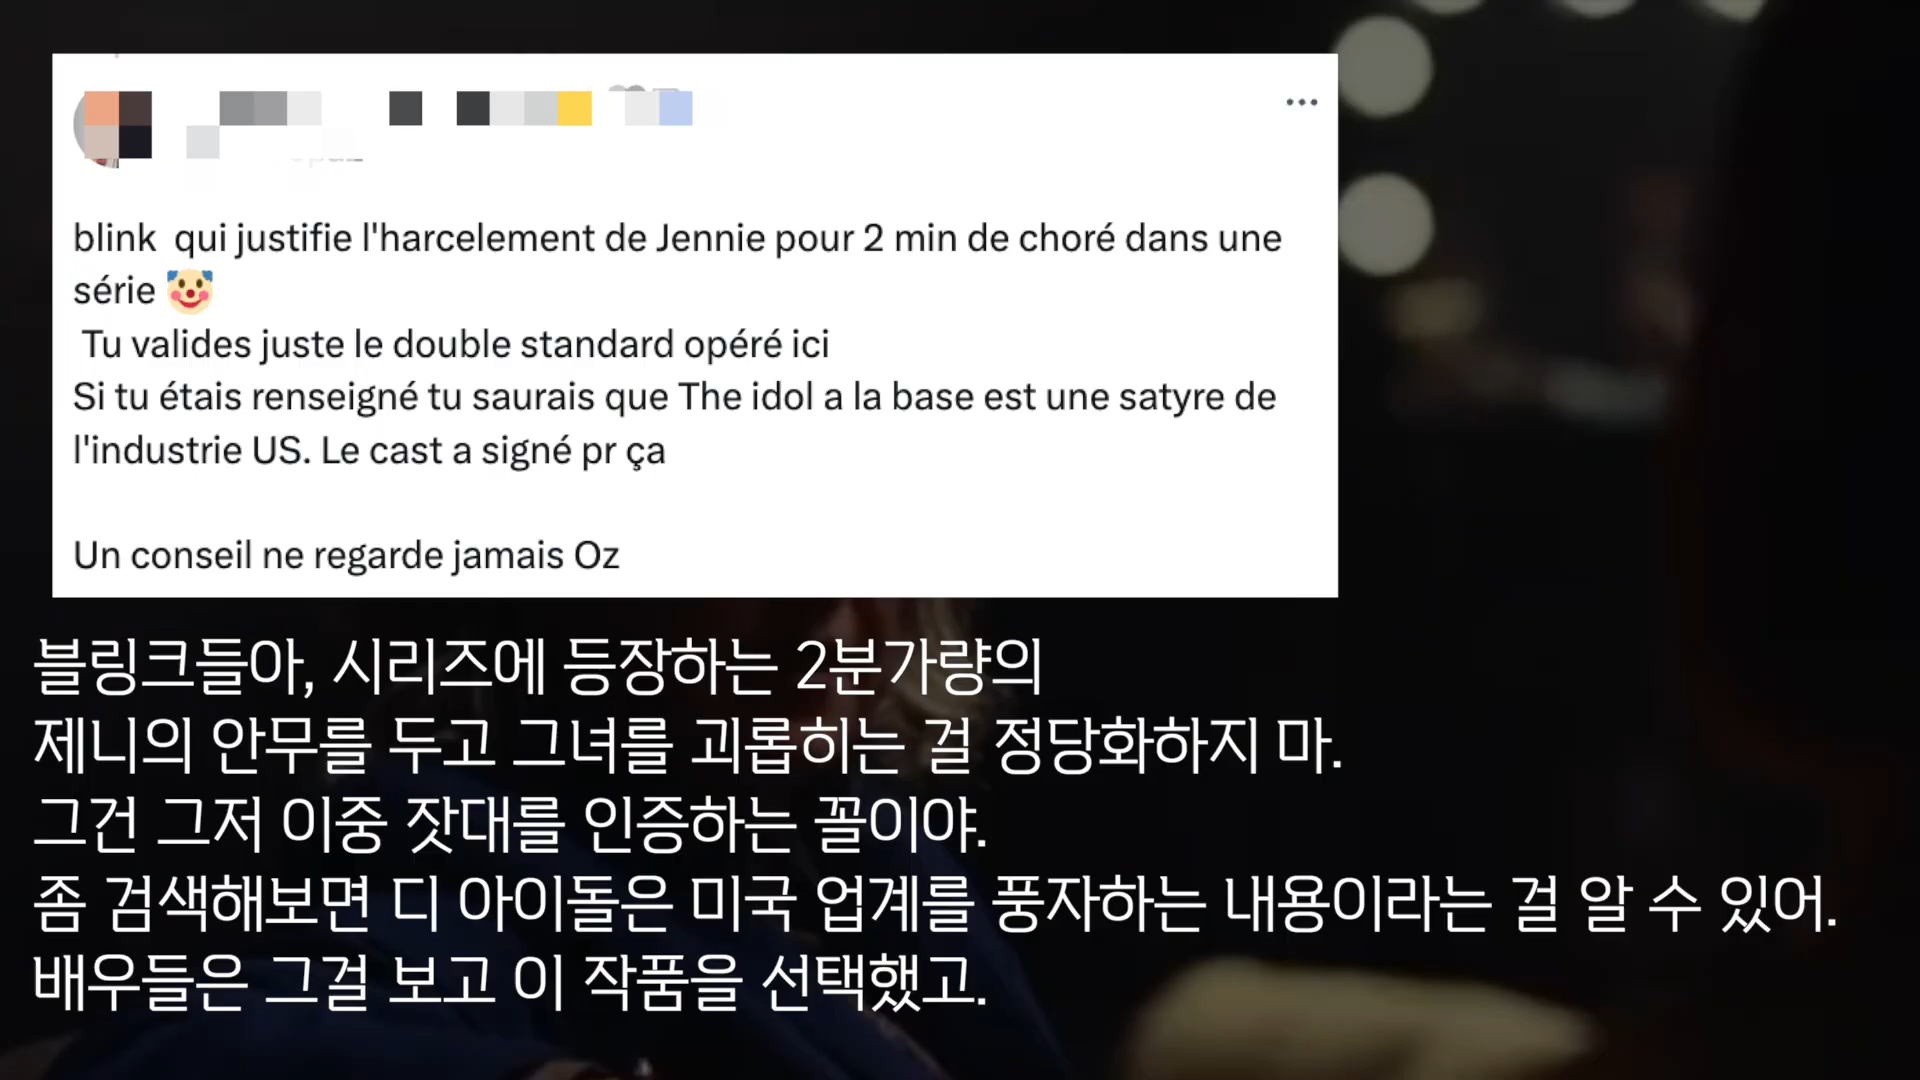 blink qui justifie l'harcelement de Jennie pour 2 min de choré dans une
série 🤡
Tu valides juste le double standard opéré ici
Si tu étais renseigné tu saurais que The idol a la base est une satyre de
l'industrie US. Le cast a signé pr ça
Un conseil ne regarde jamais Oz
블링크들아, 시리즈에 등장하는 2분가량의
제니의 안무를 두고 그녀를 괴롭히는 걸 정당화하지 마.
그건 그저 이중 잣대를 인증하는 꼴이야.
좀 검색해보면 디 아이돌은 미국 업계를 풍자하는 내용이라는 걸 알 수 있어.
배우들은 그걸 보고 이 작품을 선택했고.